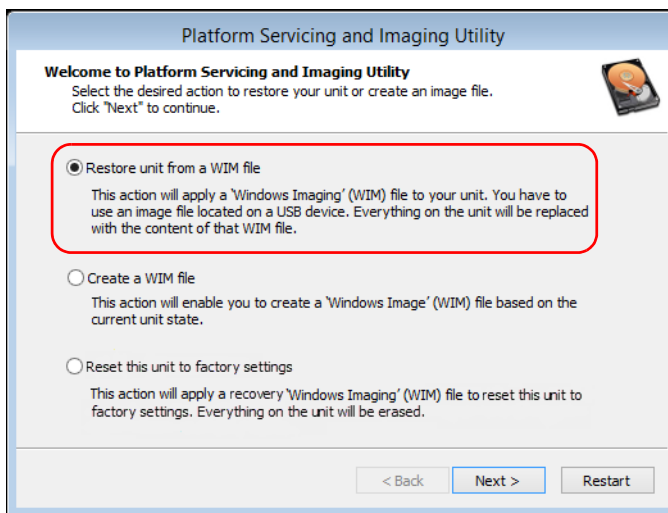 Platform Servicing and Imaging Utility
Welcome to Platform Servicing and Imaging Utility
Select the desired action to restore your unit or create an image file.
Click "Next" to continue.
Restore unit from a WIM file
This action will apply a 'Windows Imaging' (WIM) file to your unit. You have to
use an image file located on a USB device. Everything on the unit will be replaced
with the content of that WIM file.
Create a WIM file
This action will enable you to create a 'Windows Image' (WIM) file based on the
current unit state.
Reset this unit to factory settings
This action will apply a recovery 'Windows Imaging' (WIM) file to reset this unit to
factory settings. Everything on the unit will be erased.
< Back Next > Restart